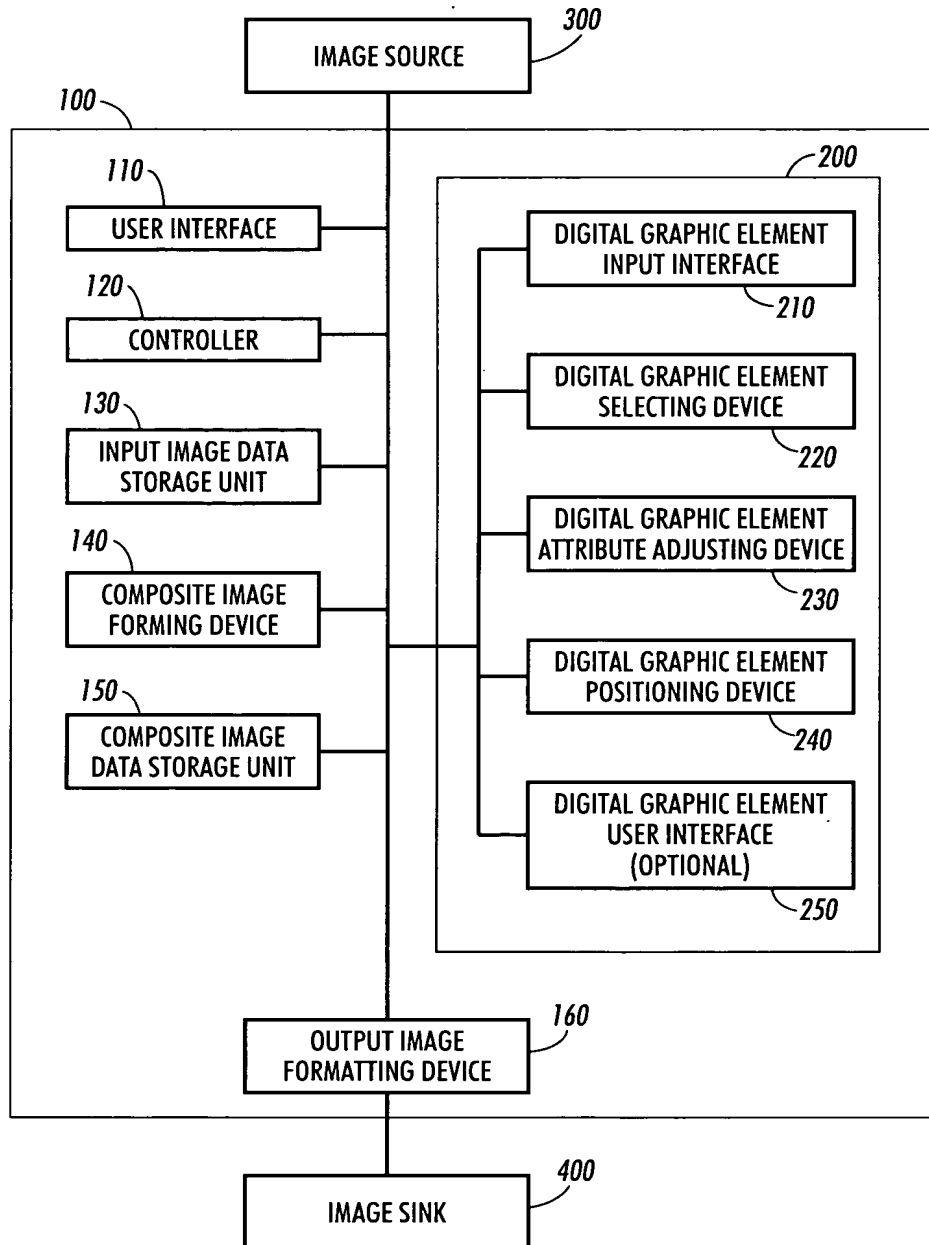 300
IMAGE SOURCE
100
110
USER INTERFACE
120
CONTROLLER
130
INPUT IMAGE DATA
STORAGE UNIT
140
COMPOSITE IMAGE
FORMING DEVICE
150
COMPOSITE IMAGE
DATA STORAGE UNIT
200
DIGITAL GRAPHIC ELEMENT
INPUT INTERFACE
210
DIGITAL GRAPHIC ELEMENT
SELECTING DEVICE
220
DIGITAL GRAPHIC ELEMENT
ATTRIBUTE ADJUSTING DEVICE
230
DIGITAL GRAPHIC ELEMENT
POSITIONING DEVICE
240
DIGITAL GRAPHIC ELEMENT
USER INTERFACE
(OPTIONAL)
250
160
OUTPUT IMAGE
FORMATTING DEVICE
400
IMAGE SINK